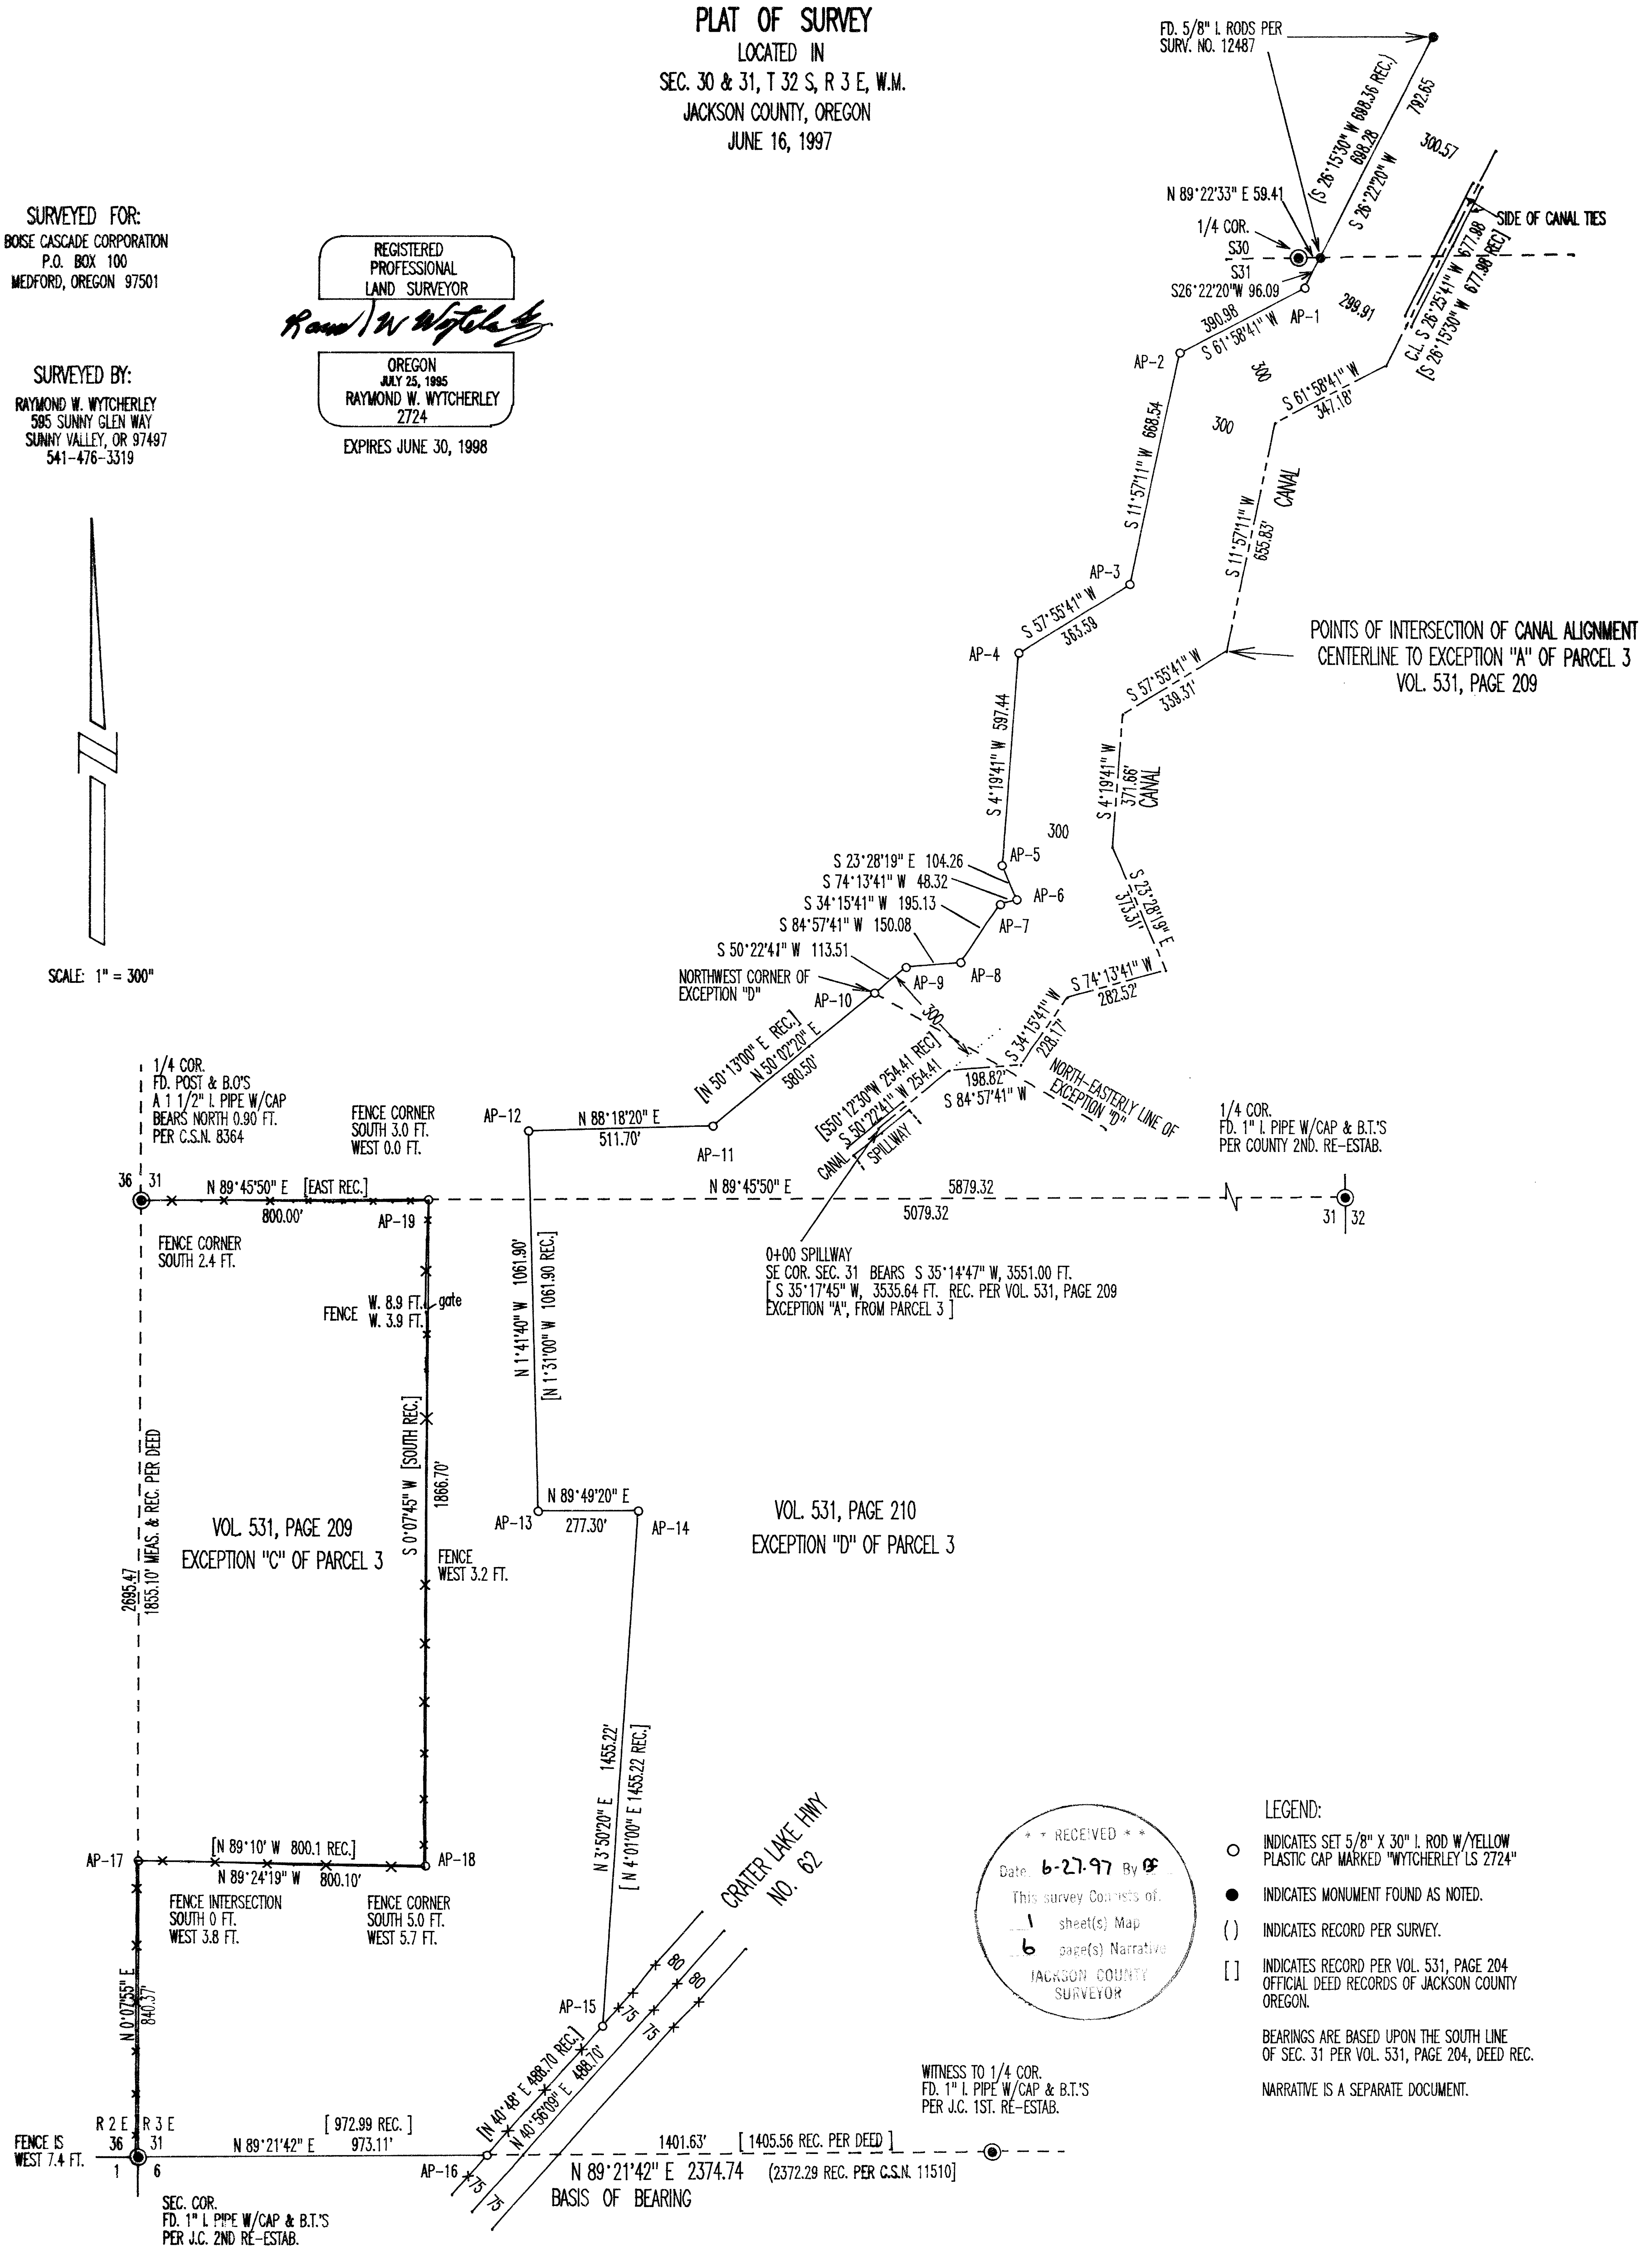 PLAT OF SURVEY
LOCATED IN
SEC. 30 & 31, T 32 S, R 3 E, W.M.
JACKSON COUNTY, OREGON
JUNE 16, 1997
SURVEYED FOR:
BOISE CASCADE CORPORATION
P.O. BOX 100
MEDFORD, OREGON 97501
SURVEYED BY:
RAYMOND W. WYTCHERLEY
595 SUNNY GLEN WAY
SUNNY VALLEY, OR 97497
541-476-3319
REGISTERED
PROFESSIONAL
LAND SURVEYOR
OREGON
JULY 25, 1995
RAYMOND W. WYTCHERLEY
2724
EXPIRES JUNE 30, 1998
SCALE: 1" = 300"
FD. 5/8" I. RODS PER
SURV. NO. 12487
(S 26°15'30" W 698.36 REC.)
698.28
S 26°22'20" W
792.65
300.57
N 89°22'33" E 59.41
1/4 COR.
S30
S31
S26°22'20"W 96.09
SIDE OF CANAL TIES
C.L. S 26°25'41" W 677.98
[S 26°15'30" W 677.98 REC]
AP-1
299.91
390.98
S 61°58'41" W
AP-2
300
300
S 61°58'41" W
347.18'
S 11°57'11" W 668.54
CANAL
S 11°57'11" W
655.83'
AP-3
S 57°55'41" W
363.59
AP-4
POINTS OF INTERSECTION OF CANAL ALIGNMENT
CENTERLINE TO EXCEPTION "A" OF PARCEL 3
VOL. 531, PAGE 209
S 57°55'41" W
339.31'
S 4°19'41" W 597.44
S 4°19'41" W
371.66'
CANAL
300
AP-5
S 23°28'19" E 104.26
S 74°13'41" W 48.32
AP-6
S 34°15'41" W 195.13
AP-7
S 84°57'41" W 150.08
S 50°22'41" W 113.51
AP-8
AP-9
NORTHWEST CORNER OF
EXCEPTION "D"
AP-10
300
S 23°28'19" E
373.31'
S 74°13'41" W
282.52'
S 34°15'41" W
228.17'
198.82'
S 84°57'41" W
NORTH-EASTERLY LINE OF
EXCEPTION "D"
[S50°12'30"W 254.41 REC]
S 50°22'41" W 254.41
CANAL
SPILLWAY
[N 50°13'00" E REC.]
N 50°02'20" E
580.50'
AP-12
N 88°18'20" E
511.70'
AP-11
1/4 COR.
FD. POST & B.O'S
A 1 1/2" I. PIPE W/CAP
BEARS NORTH 0.90 FT.
PER C.S.N. 8364
FENCE CORNER
SOUTH 3.0 FT.
WEST 0.0 FT.
1/4 COR.
FD. 1" I. PIPE W/CAP & B.T.'S
PER COUNTY 2ND. RE-ESTAB.
36 31
N 89°45'50" E [EAST REC.]
800.00'
AP-19
N 89°45'50" E 5879.32
5079.32
31 32
FENCE CORNER
SOUTH 2.4 FT.
0+00 SPILLWAY
SE COR. SEC. 31 BEARS S 35°14'47" W, 3551.00 FT.
[ S 35°17'45" W, 3535.64 FT. REC. PER VOL. 531, PAGE 209
EXCEPTION "A", FROM PARCEL 3 ]
FENCE
W. 8.9 FT.
W. 3.9 FT.
gate
N 1°41'40" W 1061.90'
[N 1°31'00" W 1061.90 REC.]
S 0°07'45" W [SOUTH REC.]
1866.70'
2695.47
1855.10' MEAS. & REC. PER DEED
AP-13
N 89°49'20" E
277.30'
AP-14
VOL. 531, PAGE 209
EXCEPTION "C" OF PARCEL 3
VOL. 531, PAGE 210
EXCEPTION "D" OF PARCEL 3
FENCE
WEST 3.2 FT.
N 3°50'20" E 1455.22'
[ N 4°01'00" E 1455.22 REC.]
AP-17
[N 89°10' W 800.1 REC.]
N 89°24'19" W 800.10'
AP-18
FENCE INTERSECTION
SOUTH 0 FT.
WEST 3.8 FT.
FENCE CORNER
SOUTH 5.0 FT.
WEST 5.7 FT.
CRATER LAKE HWY
NO. 62
N 0°07'55" E
840.37'
AP-15
80
80
75
75
[N 40°48' E 488.70 REC.]
N 40°56'09" E 488.70'
R 2 E R 3 E
36 31
1 6
FENCE IS
WEST 7.4 FT.
[ 972.99 REC. ]
N 89°21'42" E 973.11'
AP-16
75
75
1401.63' [ 1405.56 REC. PER DEED ]
N 89°21'42" E 2374.74 (2372.29 REC. PER C.S.N. 11510]
BASIS OF BEARING
SEC. COR.
FD. 1" I. PIPE W/CAP & B.T.'S
PER J.C. 2ND RE-ESTAB.
WITNESS TO 1/4 COR.
FD. 1" I. PIPE W/CAP & B.T.'S
PER J.C. 1ST. RE-ESTAB.
* * RECEIVED * *
Date 6-27-97 By
This survey Consists of:
1 sheet(s) Map
6 page(s) Narrative
JACKSON COUNTY
SURVEYOR
LEGEND:
INDICATES SET 5/8" X 30" I. ROD W/YELLOW
PLASTIC CAP MARKED "WYTCHERLEY LS 2724"
INDICATES MONUMENT FOUND AS NOTED.
( ) INDICATES RECORD PER SURVEY.
[ ] INDICATES RECORD PER VOL. 531, PAGE 204
OFFICIAL DEED RECORDS OF JACKSON COUNTY
OREGON.
BEARINGS ARE BASED UPON THE SOUTH LINE
OF SEC. 31 PER VOL. 531, PAGE 204, DEED REC.
NARRATIVE IS A SEPARATE DOCUMENT.